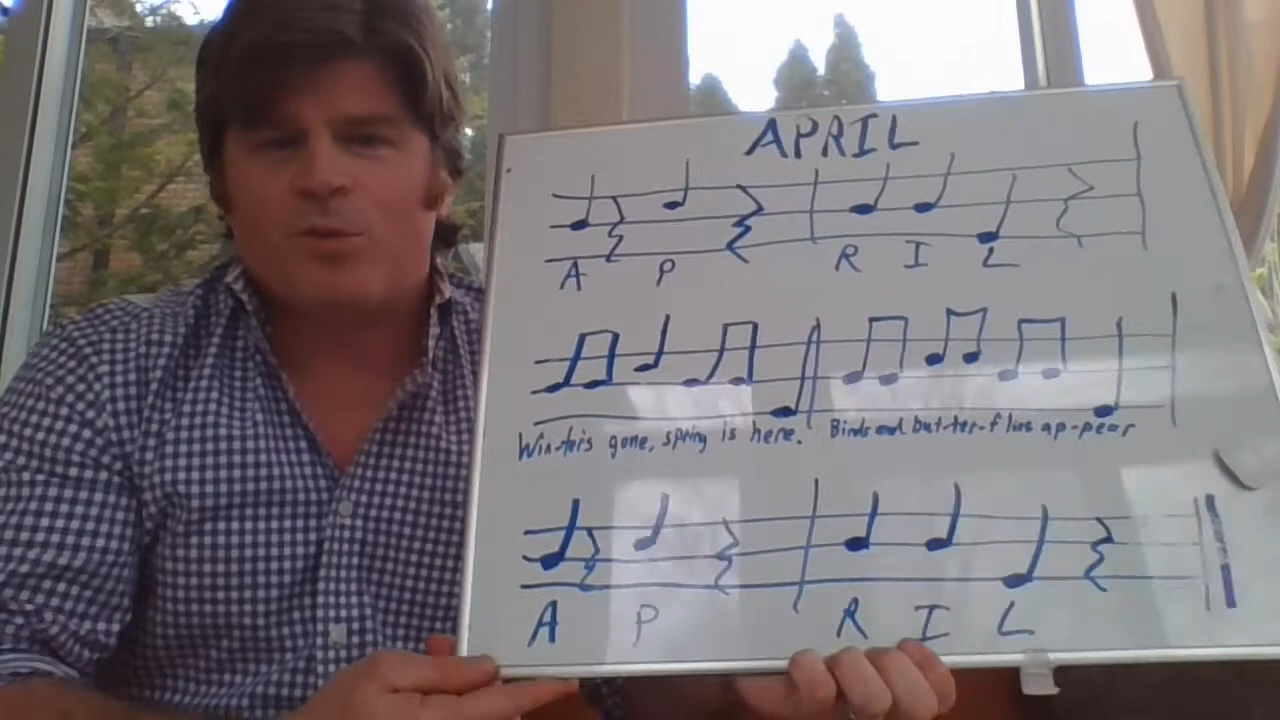 APRIL
A P R I L
Win-ter's gone, spring is here. Birds and but-ter-flies ap-pear
A P R I L